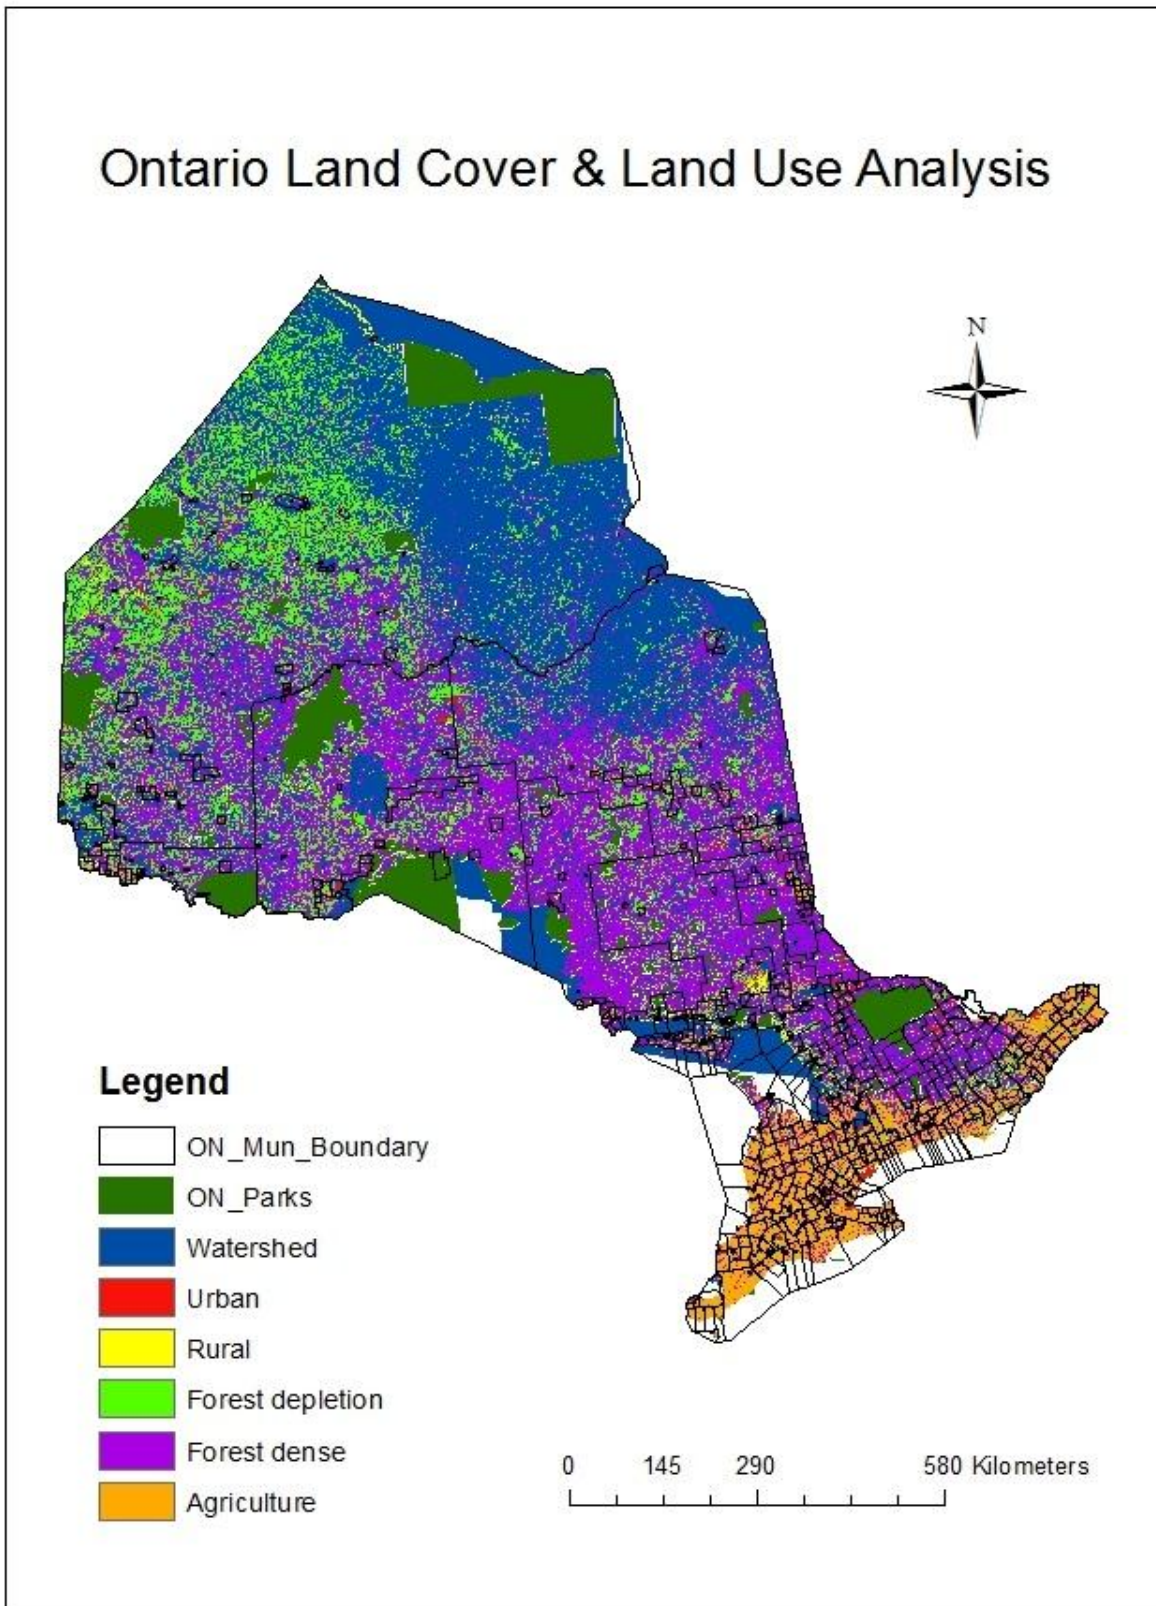 Ontario Land Cover & Land Use Analysis
N
Legend
ON_Mun_Boundary
ON_Parks
Watershed
Urban
Rural
Forest depletion
Forest dense
Agriculture
0 145 290 580 Kilometers